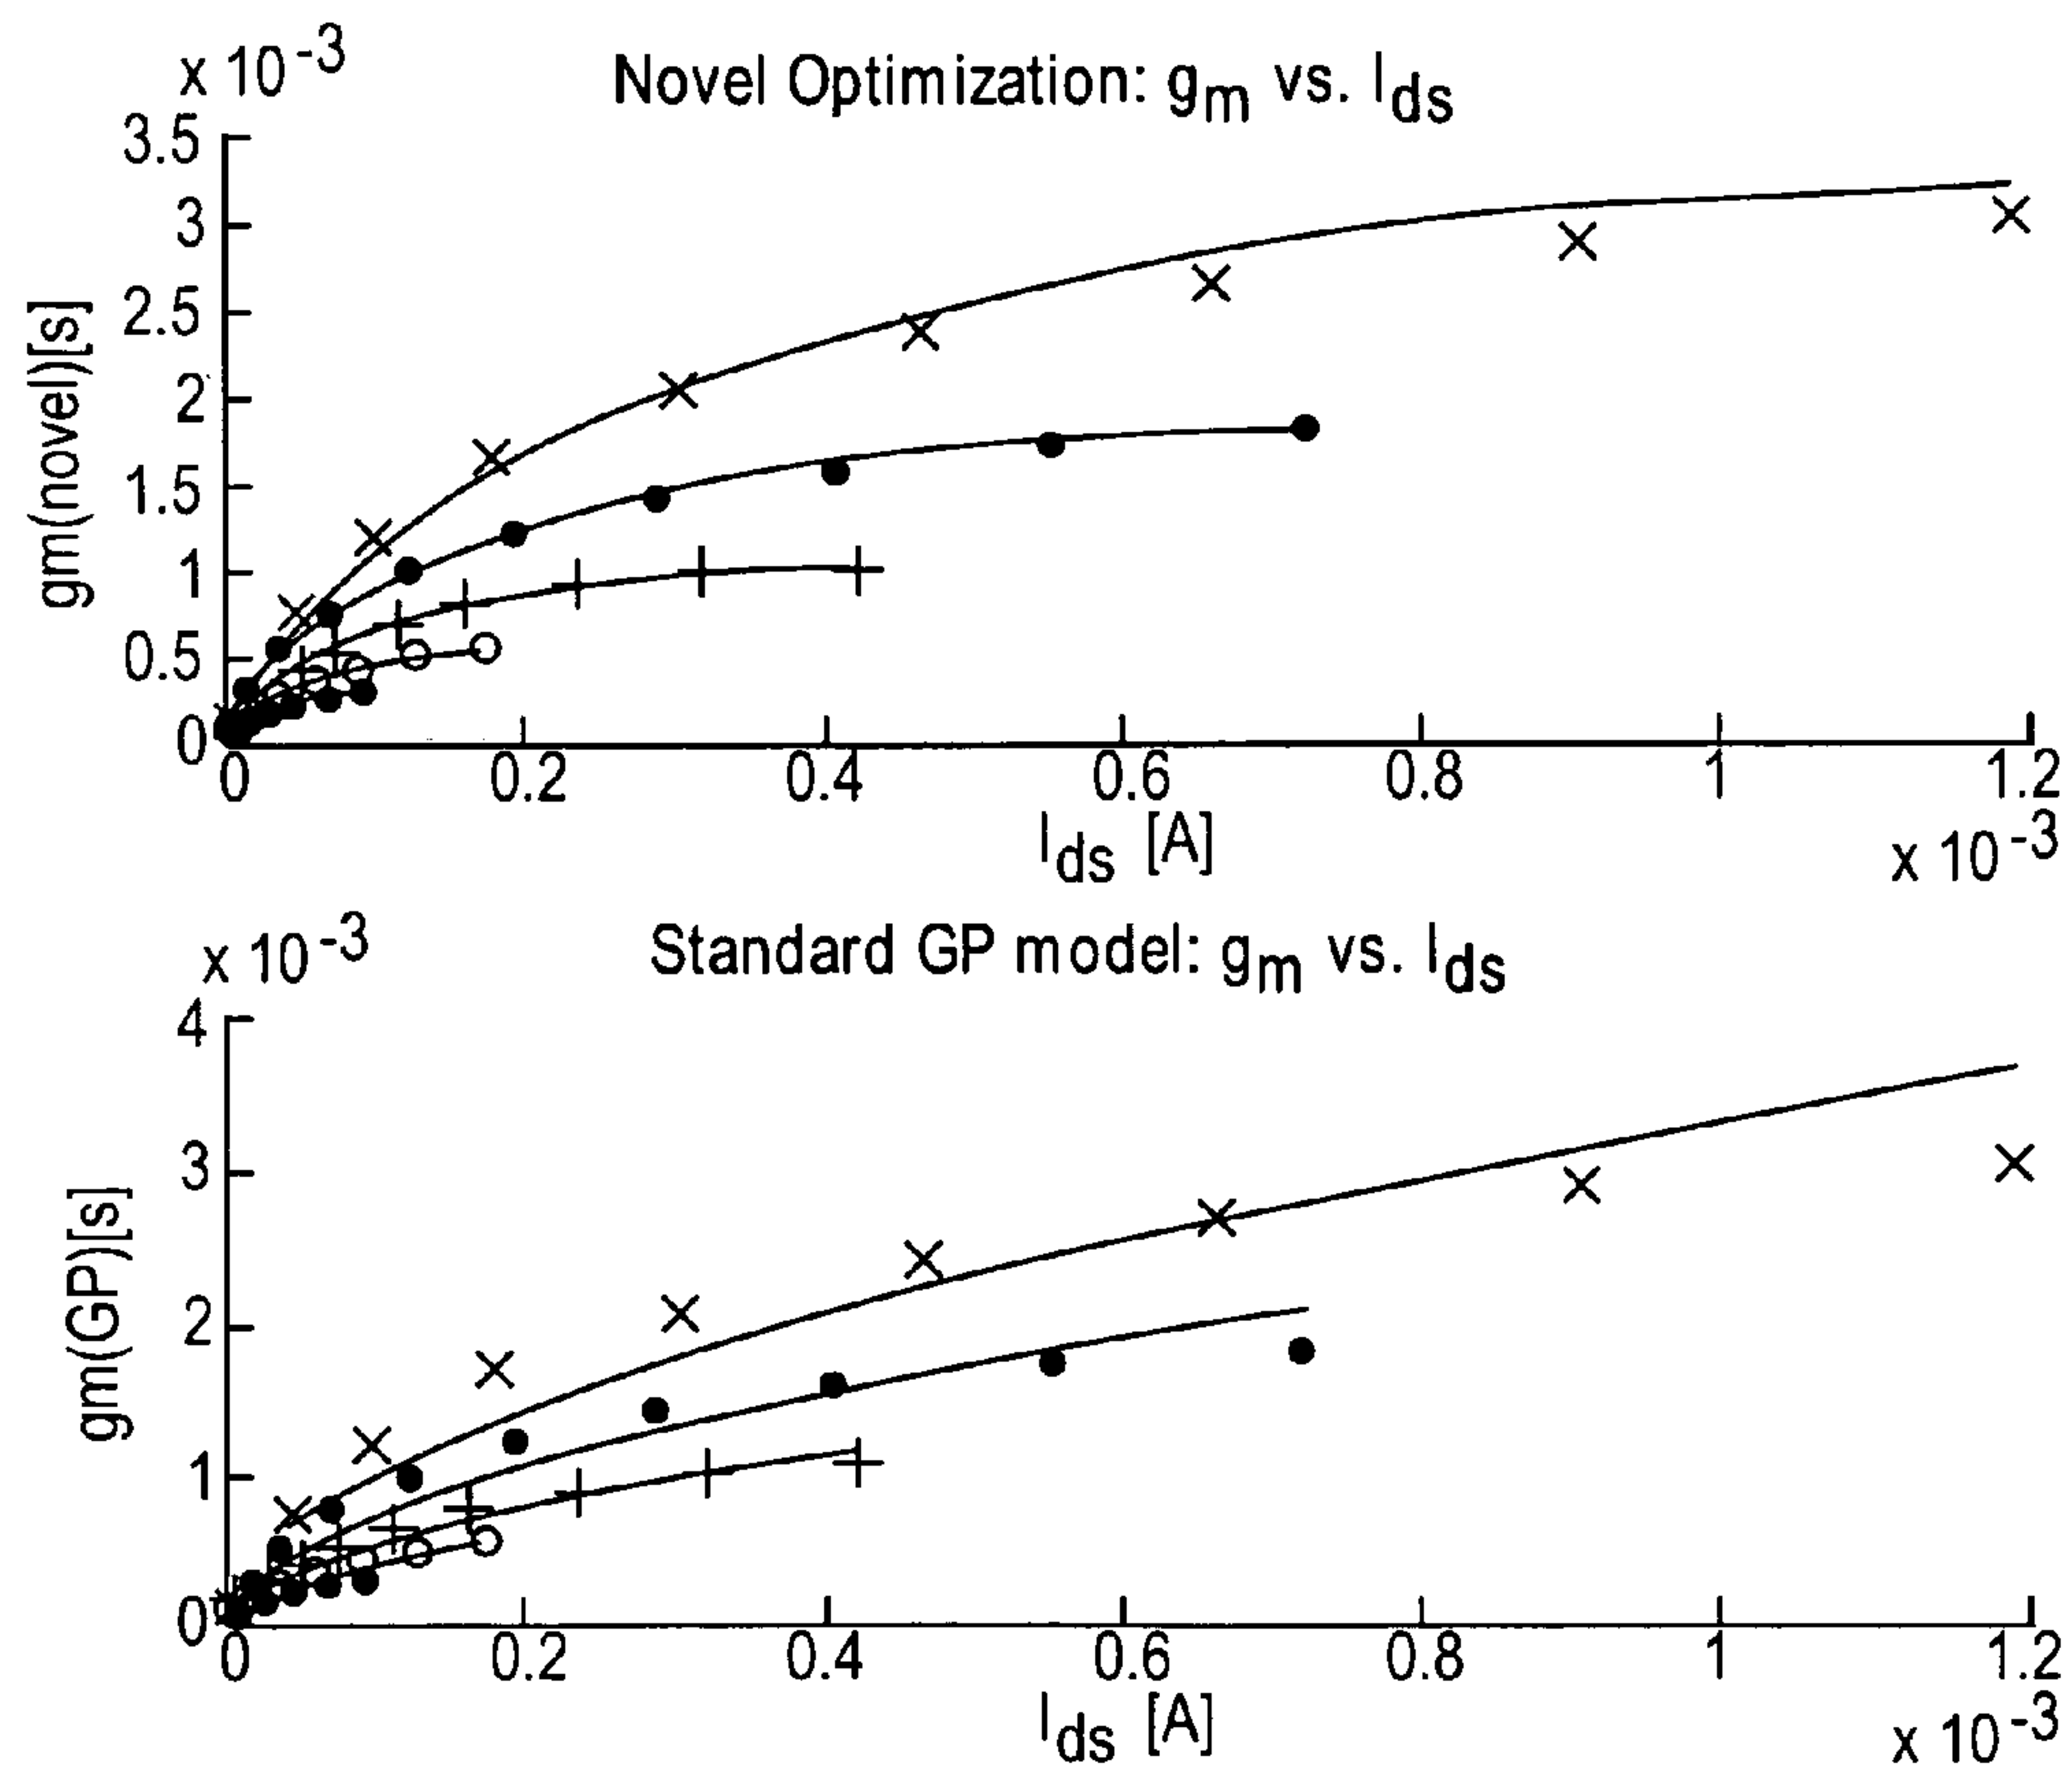 x 10-3
Novel Optimization: gm vs. Ids
3.5
3
2.5
2
1.5
1
0.5
0
gm(novel)[s]
0 0.2 0.4 0.6 0.8 1 1.2
Ids [A]
x 10-3
x 10-3
Standard GP model: gm vs. Ids
4
3
2
1
0
gm(GP)[s]
0 0.2 0.4 0.6 0.8 1 1.2
Ids [A]
x 10-3